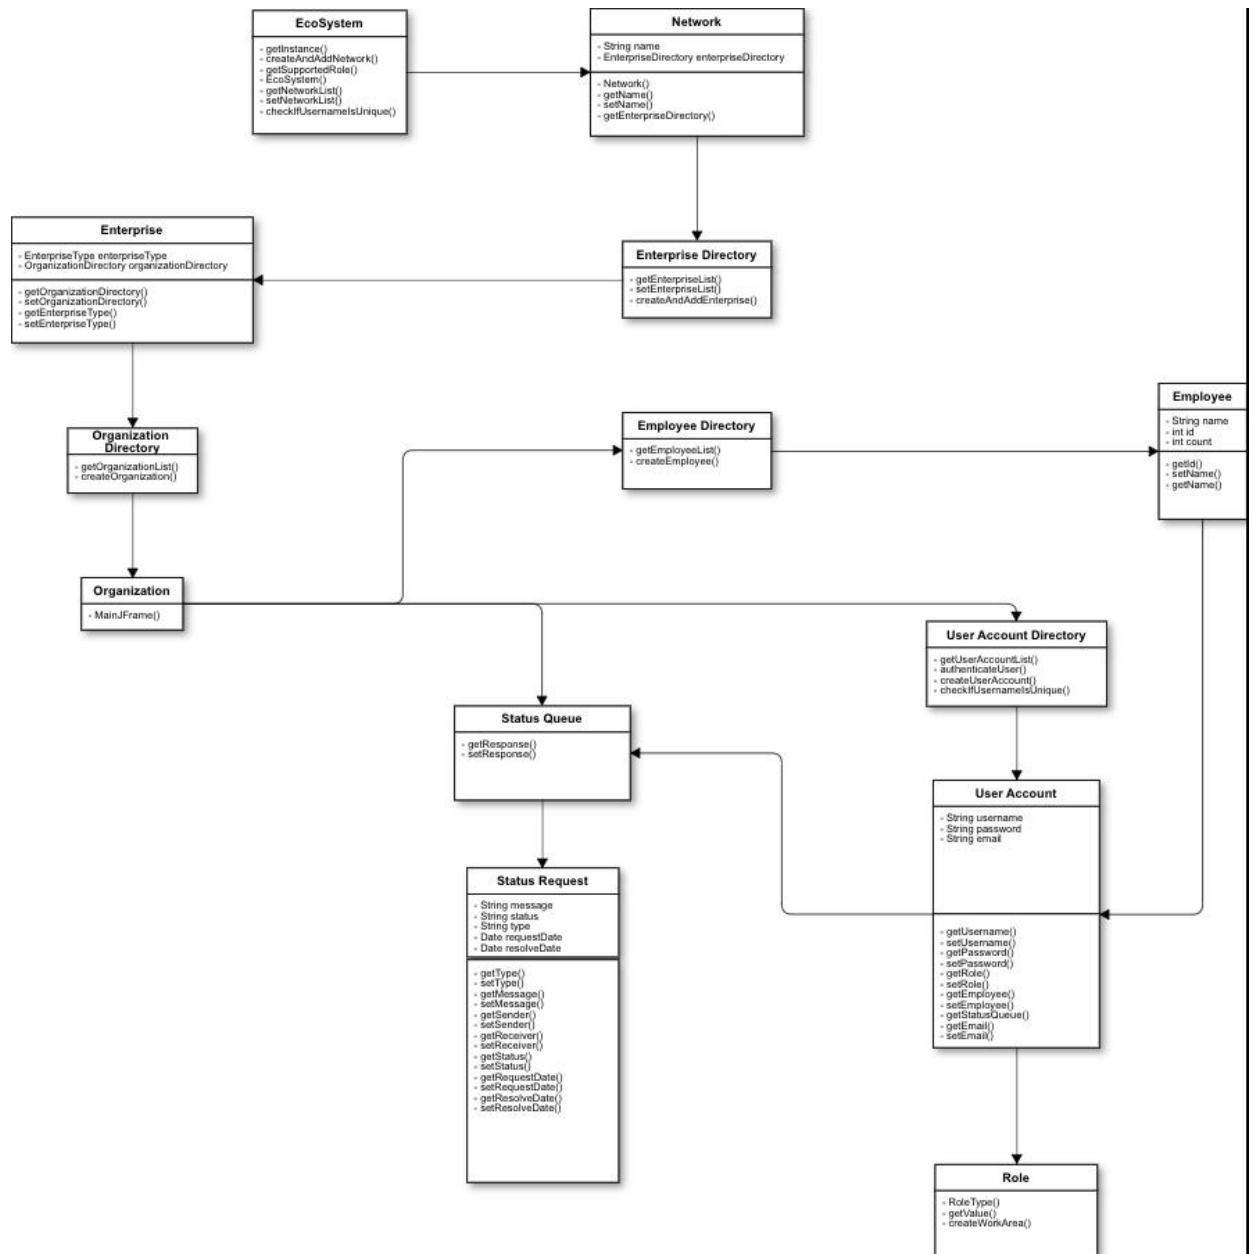 EcoSystem
- getInstance()
- createAndAddNetwork()
- getSupportedRole()
- EcoSystem()
- getNetworkList()
- setNetworkList()
- checkIfUsernameIsUnique()
Network
- String name
- EnterpriseDirectory enterpriseDirectory
- Network()
- getName()
- setName()
- getEnterpriseDirectory()
Enterprise
- EnterpriseType enterpriseType
- OrganizationDirectory organizationDirectory
- getOrganizationDirectory()
- setOrganizationDirectory()
- getEnterpriseType()
- setEnterpriseType()
Enterprise Directory
- getEnterpriseList()
- setEnterpriseList()
- createAndAddEnterprise()
Organization
Directory
- getOrganizationList()
- createOrganization()
Employee Directory
- getEmployeeList()
- createEmployee()
Employee
- String name
- int id
- int count
- getId()
- setName()
- getName()
Organization
- MainJFrame()
User Account Directory
- getUserAccountList()
- authenticateUser()
- createUserAccount()
- checkIfUsernameIsUnique()
Status Queue
- getResponse()
- setResponse()
User Account
- String username
- String password
- String email
- getUsername()
- setUsername()
- getPassword()
- setPassword()
- getRole()
- setRole()
- getEmployee()
- setEmployee()
- getStatusQueue()
- getEmail()
- setEmail()
Status Request
- String message
- String status
- String type
- Date requestDate
- Date resolveDate
- getType()
- setType()
- getMessage()
- setMessage()
- getSender()
- setSender()
- getReceiver()
- setReceiver()
- getStatus()
- setStatus()
- getRequestDate()
- setRequestDate()
- getResolveDate()
- setResolveDate()
Role
- RoleType()
- getValue()
- createWorkArea()